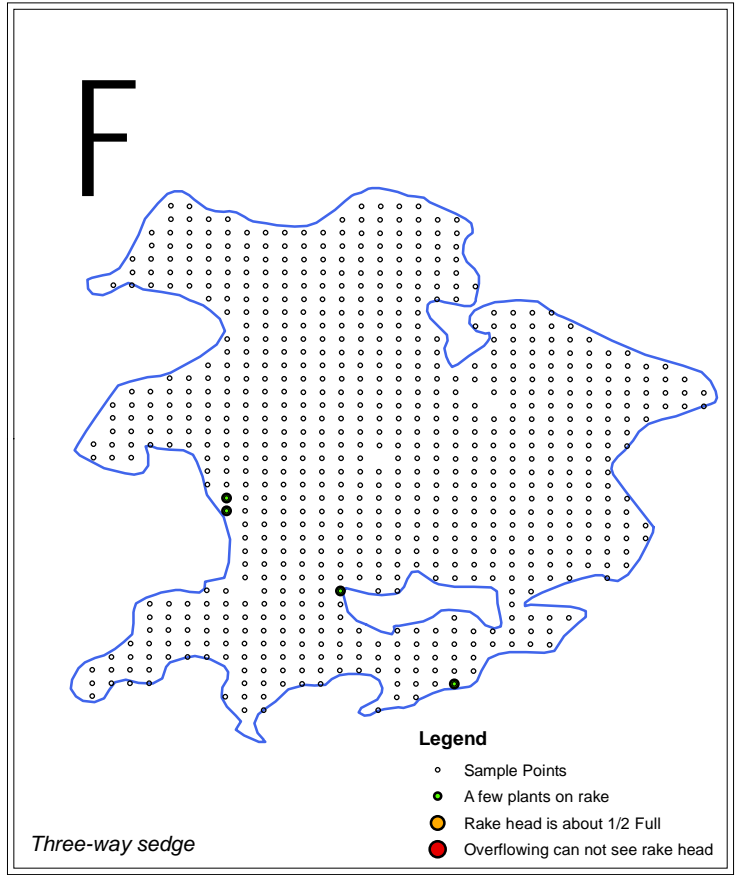 F
Legend
Sample Points
A few plants on rake
Rake head is about 1/2 Full
Overflowing can not see rake head
Three-way sedge